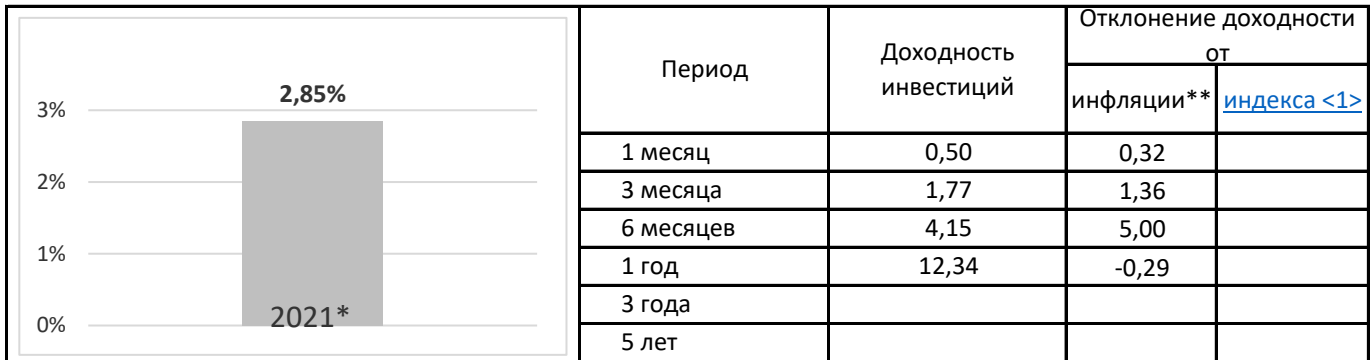 2,85%
3%
2%
1%
0%
2021*
Период
Доходность
инвестиций
Отклонение доходности
от
инфляции**
индекса <1>
1 месяц 0,50 0,32
3 месяца 1,77 1,36
6 месяцев 4,15 5,00
1 год 12,34 -0,29
3 года
5 лет